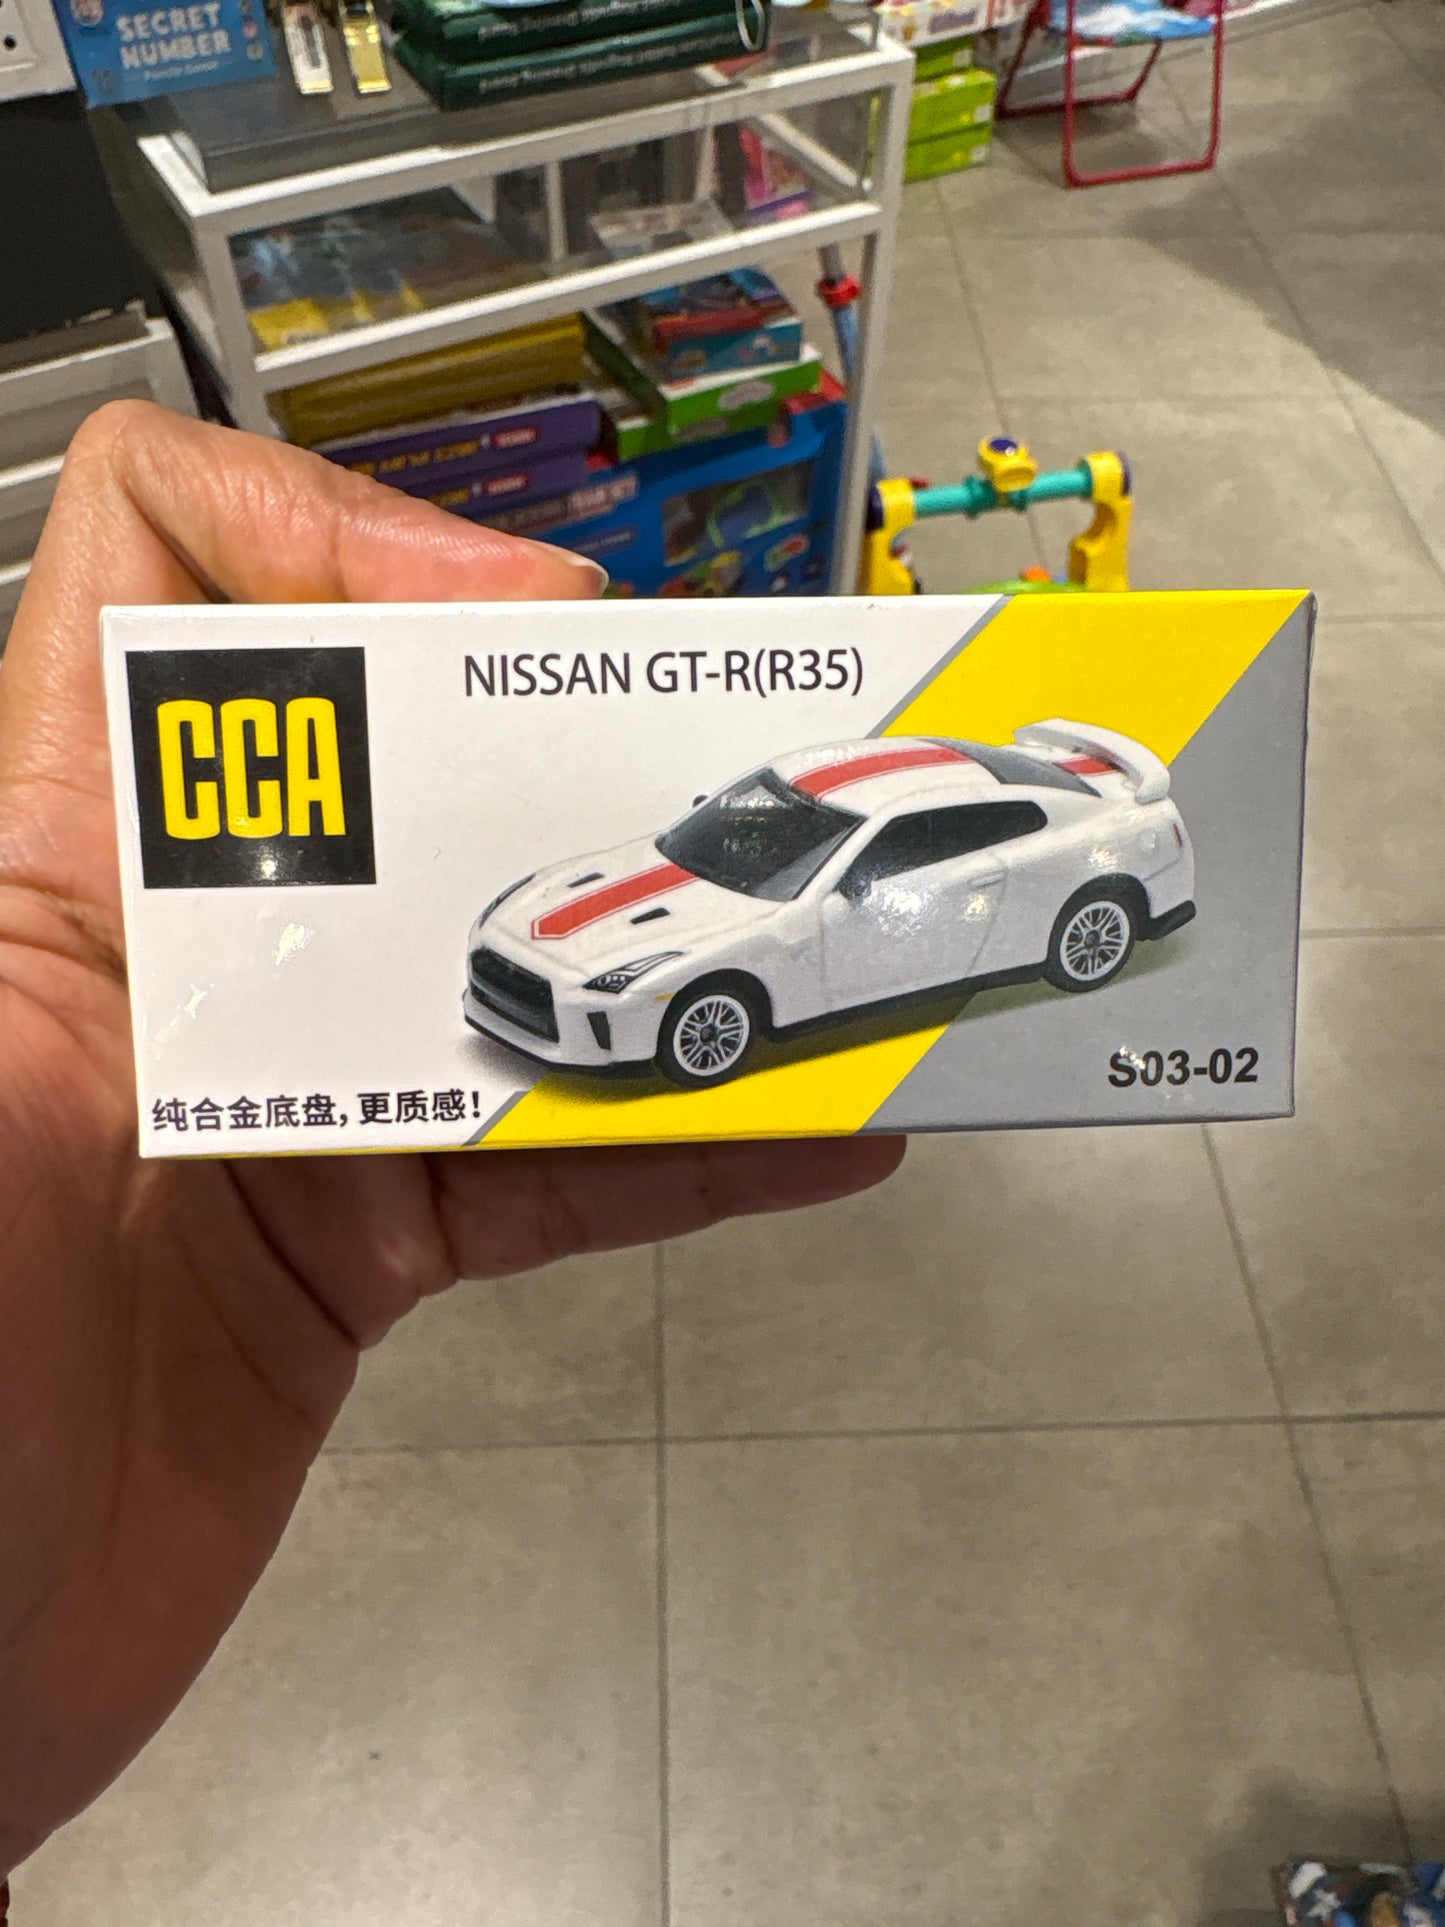 SECRET
NUMBER
CCA
NISSAN GT-R(R35)
S03-02
纯合金底盘,更质感!